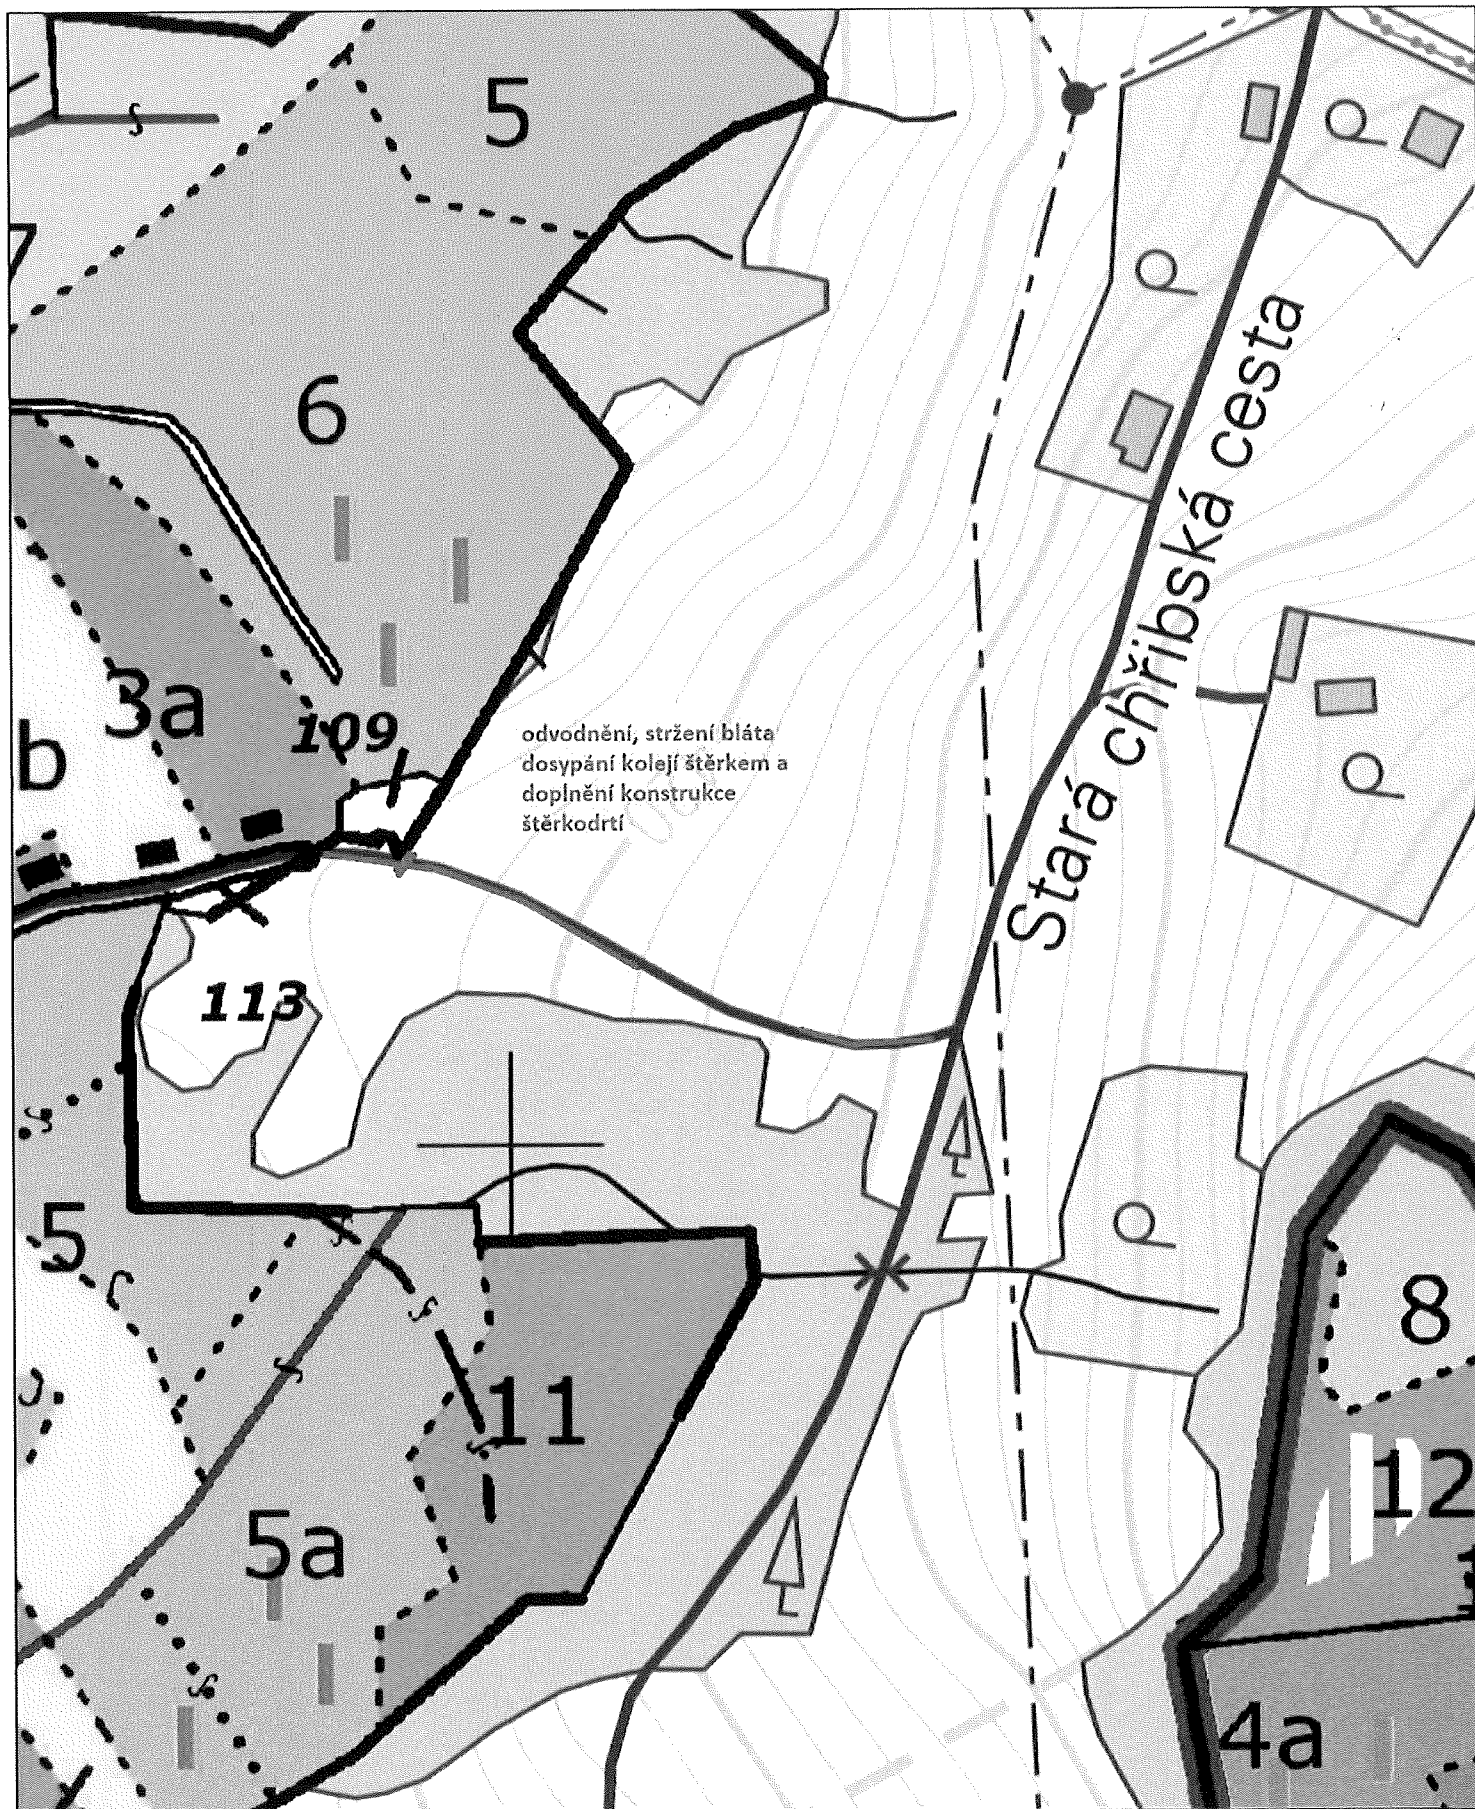 5
7
6
Stará chřibská cesta
3a
109
b
odvodnění, stržení bláta
dosypání kolejí štěrkem a
doplnění konstrukce
štěrkodrtí
113
5
8
11
12
5a
4a